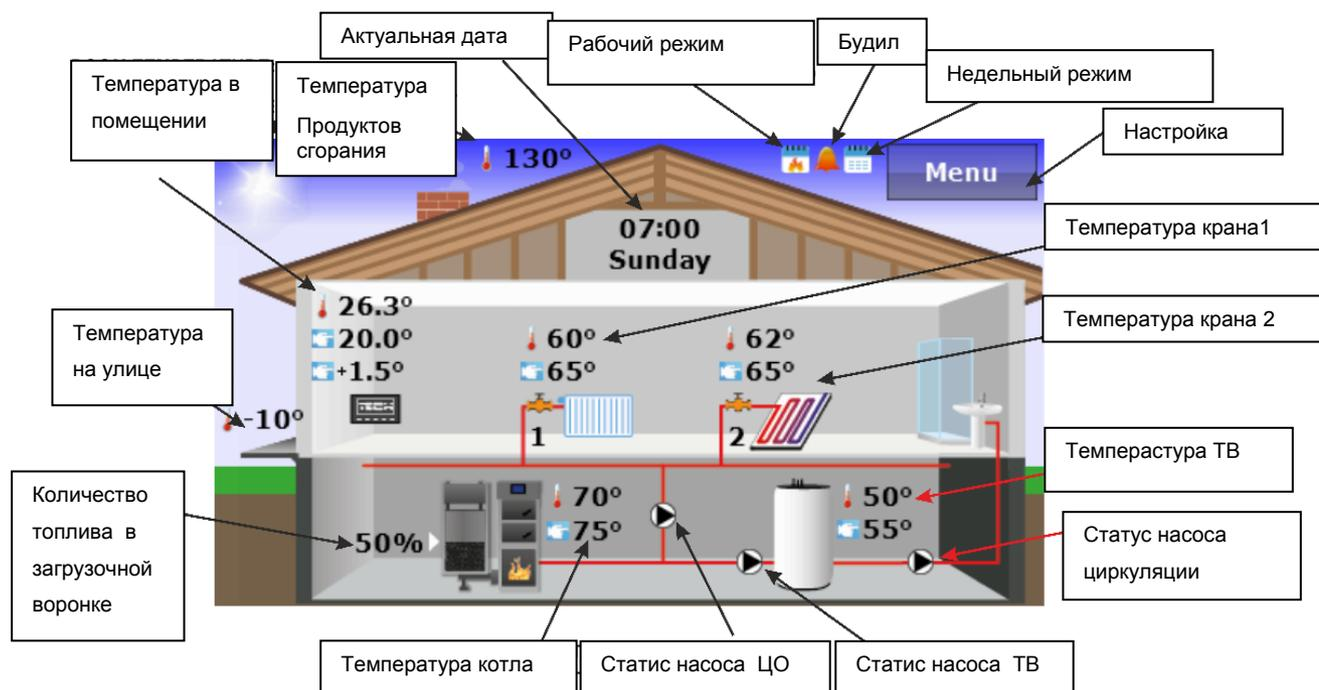 Актуальная дата
Рабочий режим
Будил
Недельный режим
Температура в
помещении
Температура
Продуктов
сгорания
Настройка
130°
Menu
07:00
Sunday
Температура крана1
26.3°
20.0°
+1.5°
60°
65°
62°
65°
Температура крана 2
Температура
на улице
-10°
TECH
1
2
Температстура ТВ
Количество
топлива в
загрузочной
воронке
50%
70°
75°
50°
55°
Статус насоса
циркуляции
Температура котла
Статис насоса ЦО
Статис насоса ТВ